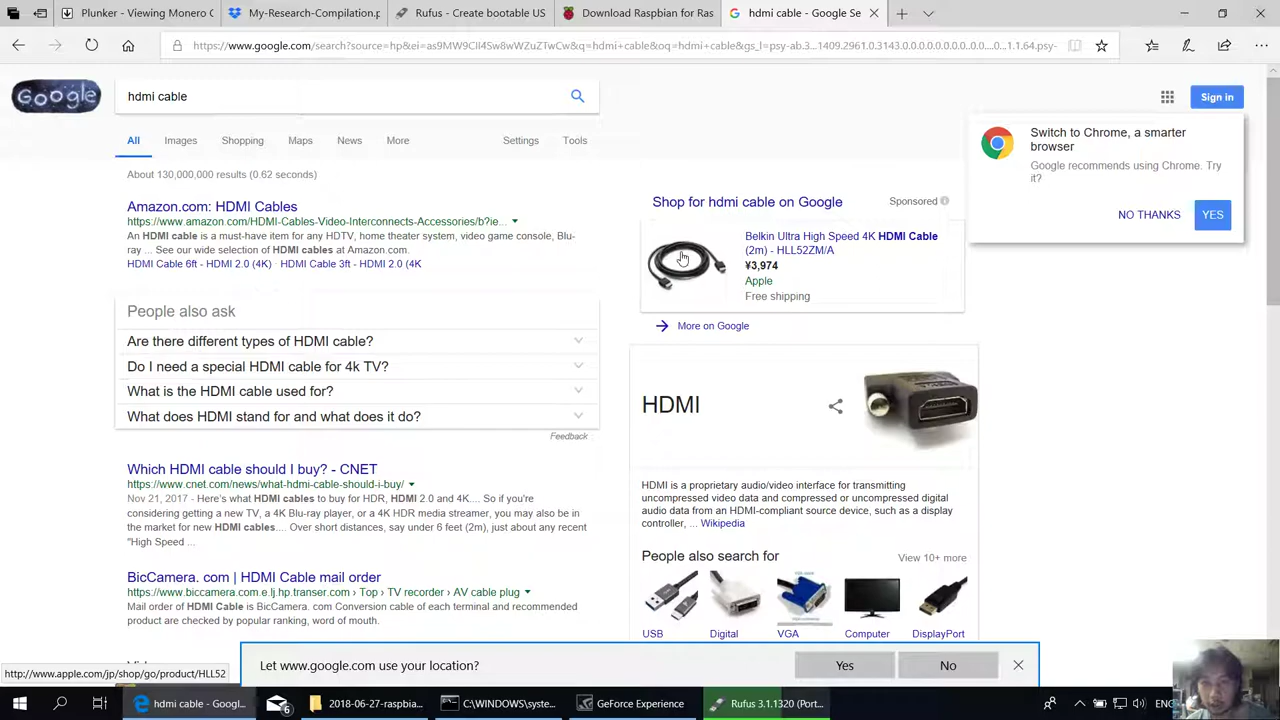 Plunker - Viewing Monero C
My-Research-Compilation.p
Rufus - Create bootable US
Download Raspbian for Ras
hdmi cable - Google Se
https://www.google.com/search?source=hp&ei=as9MW9CII4Sw8wWZuZTwCw&q=hdmi+cable&oq=hdmi+cable&gs_l=psy-ab.3...1409.2961.0.3143.0.0.0.0.0.0.0.0..0.0....0...1.1.64.psy-
Google
hdmi cable
Sign in
All Images Shopping Maps News More Settings Tools
Switch to Chrome, a smarter
browser
Google recommends using Chrome. Try
it?
NO THANKS YES
About 130,000,000 results (0.62 seconds)
Amazon.com: HDMI Cables
https://www.amazon.com/HDMI-Cables-Video-Interconnects-Accessories/b?ie...
An HDMI cable is a must-have item for any HDTV, home theater system, video game console, Blu-
ray ... See our wide selection of HDMI cables at Amazon.com.
HDMI Cable 6ft - HDMI 2.0 (4K) · HDMI Cable 3ft - HDMI 2.0 (4K
People also ask
Are there different types of HDMI cable?
Do I need a special HDMI cable for 4k TV?
What is the HDMI cable used for?
What does HDMI stand for and what does it do?
Feedback
Which HDMI cable should I buy? - CNET
https://www.cnet.com/news/what-hdmi-cable-should-i-buy/
Nov 21, 2017 - Here's what HDMI cables to buy for HDR, HDMI 2.0 and 4K.... So if you're
considering getting a new TV, a 4K Blu-ray player, or a 4K HDR media streamer, you may also be in
the market for new HDMI cables.... Over short distances, say under 6 feet (2m), just about any recent
"High Speed ...
BicCamera. com | HDMI Cable mail order
https://www.biccamera.com.e.lj.hp.transer.com › Top › TV recorder › AV cable plug
Mail order of HDMI Cable is BicCamera. com Conversion cable of each terminal and recommended
product are checked by popular ranking, word of mouth.
Shop for hdmi cable on Google Sponsored
Belkin Ultra High Speed 4K HDMI Cable
(2m) - HLL52ZM/A
¥3,974
Apple
Free shipping
More on Google
HDMI
HDMI is a proprietary audio/video interface for transmitting
uncompressed video data and compressed or uncompressed digital
audio data from an HDMI-compliant source device, such as a display
controller, ... Wikipedia
People also search for View 10+ more
USB Digital VGA Computer DisplayPort
Let www.google.com use your location? Yes No
http://www.apple.com/jp/shop/go/product/HLL52
hdmi cable - Googl...
6
2018-06-27-raspbia...
C:\WINDOWS\syste...
GeForce Experience
Rufus 3.1.1320 (Port...
ENG